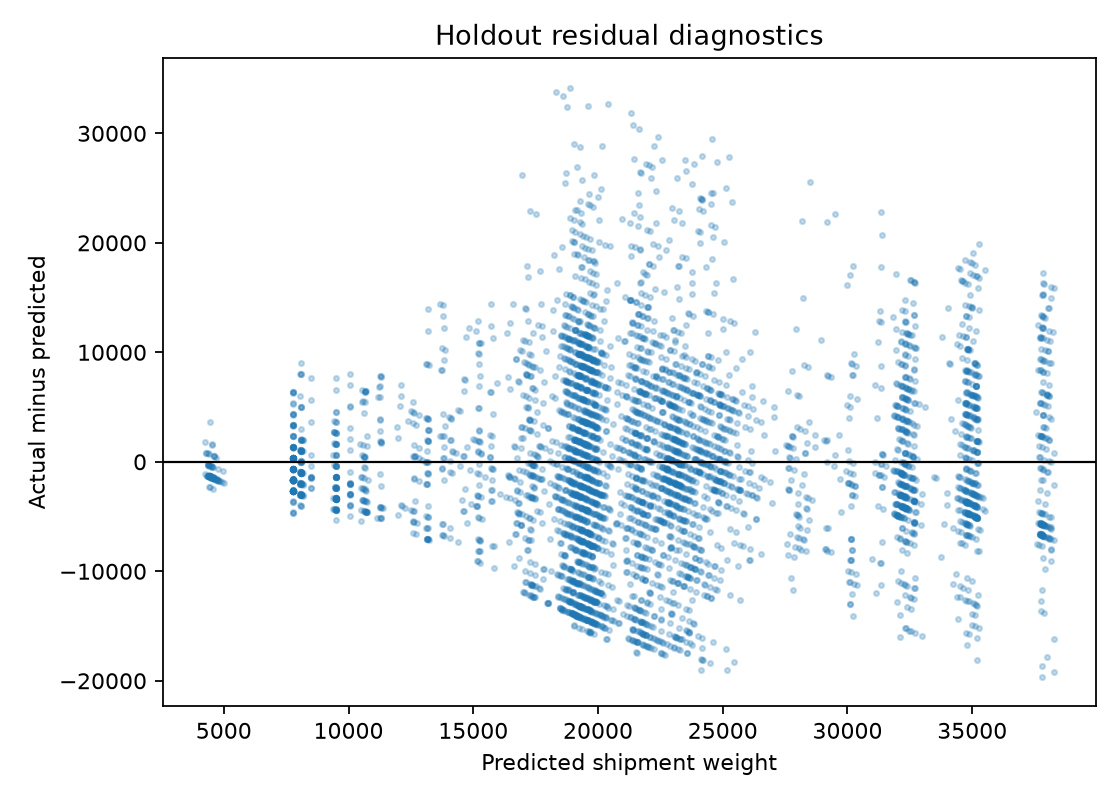 Holdout residual diagnostics
30000
20000
10000
0
−10000
−20000
Actual minus predicted
5000 10000 15000 20000 25000 30000 35000
Predicted shipment weight